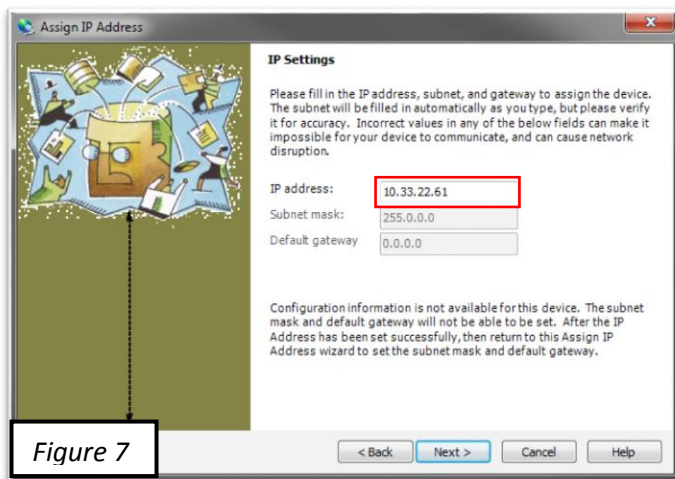 Assign IP Address
IP Settings
Please fill in the IP address, subnet, and gateway to assign the device.
The subnet will be filled in automatically as you type, but please verify
it for accuracy. Incorrect values in any of the below fields can make it
impossible for your device to communicate, and can cause network
disruption.
IP address:
10.33.22.61
Subnet mask:
255.0.0.0
Default gateway
0.0.0.0
Configuration information is not available for this device. The subnet
mask and default gateway will not be able to be set. After the IP
Address has been set successfully, then return to this Assign IP
Address wizard to set the subnet mask and default gateway.
Figure 7
< Back
Next >
Cancel
Help